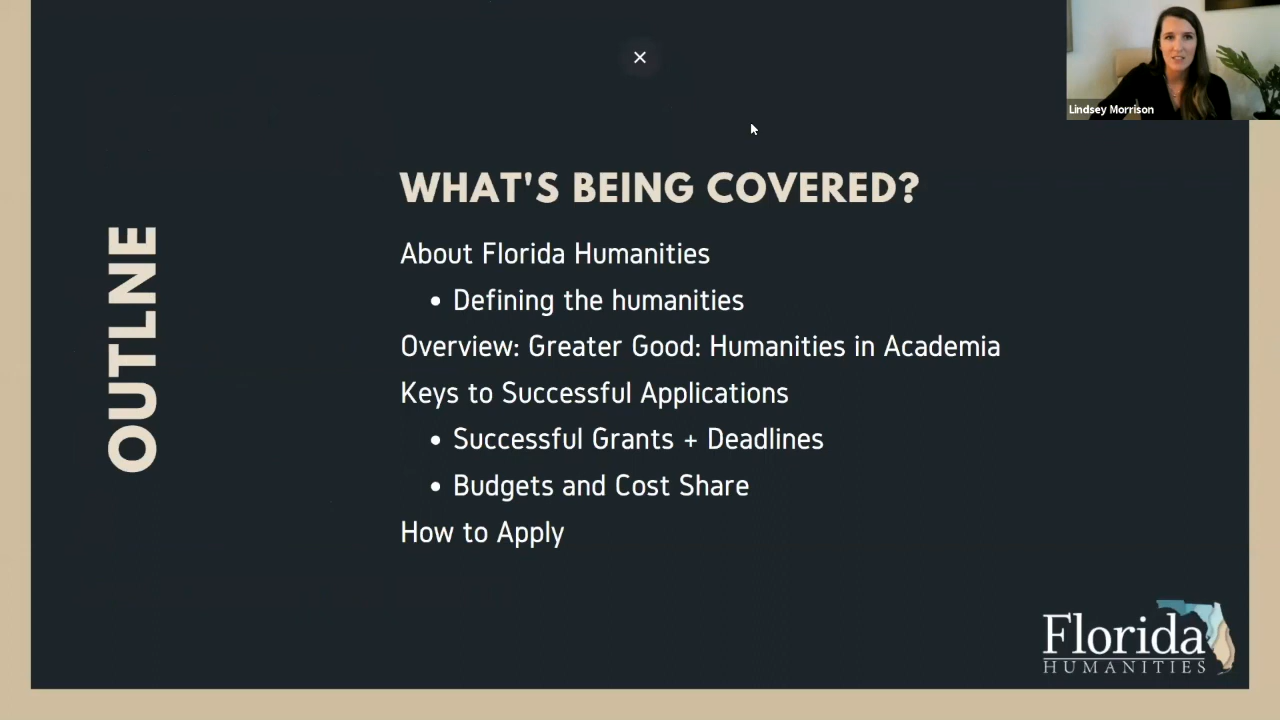 Lindsey Morrison
OUTLNE
WHAT'S BEING COVERED?
About Florida Humanities
• Defining the humanities
Overview: Greater Good: Humanities in Academia
Keys to Successful Applications
• Successful Grants + Deadlines
• Budgets and Cost Share
How to Apply
Florida
HUMANITIES